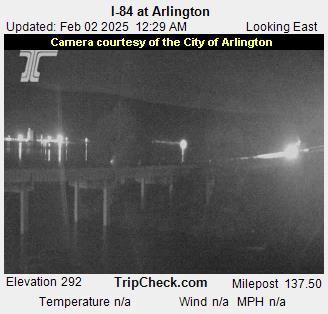 I-84 at Arlington
Updated: Feb 02 2025 12:29 AM Looking East
Camera courtesy of the City of Arlington
Elevation 292 TripCheck.com Milepost 137.50
Temperature n/a Wind n/a MPH n/a